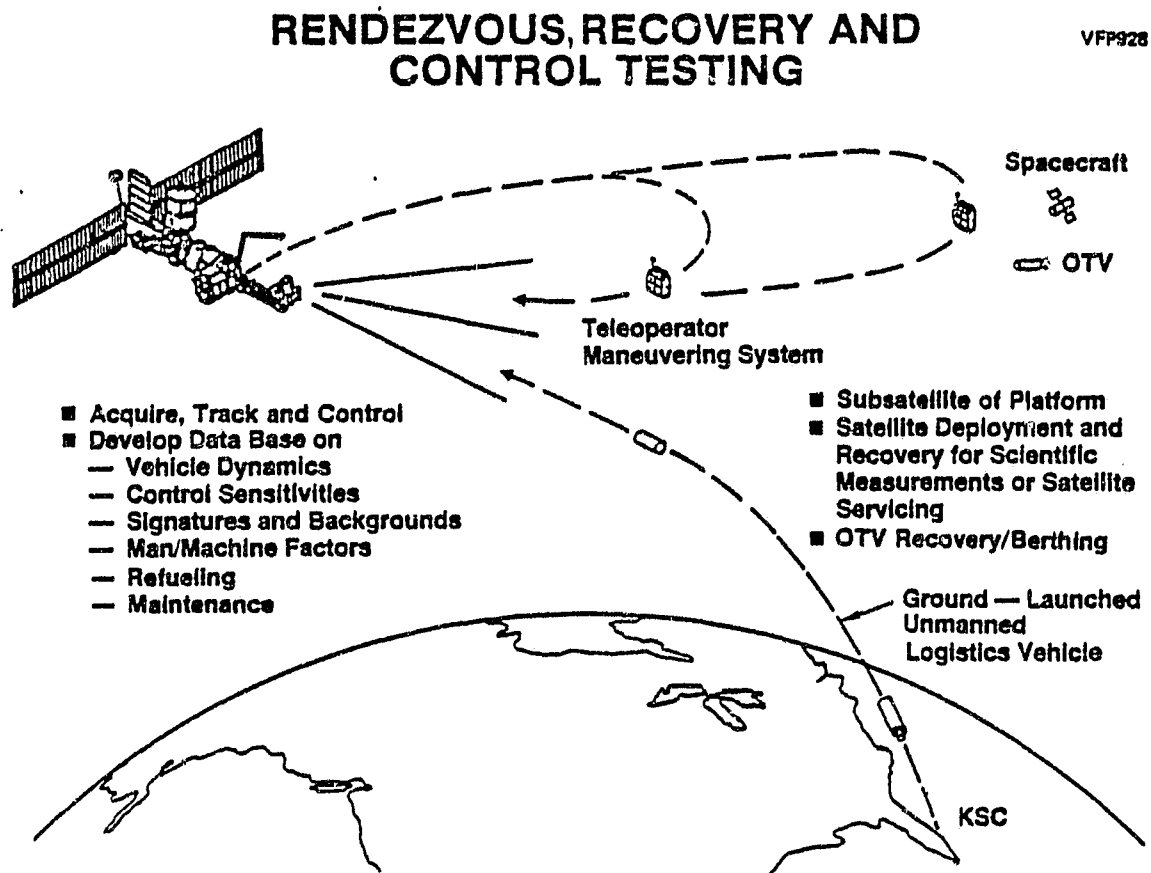 RENDEZVOUS, RECOVERY AND
CONTROL TESTING
VFP928
Spacecraft
OTV
Teleoperator
Maneuvering System
■ Acquire, Track and Control
■ Develop Data Base on
— Vehicle Dynamics
— Control Sensitivities
— Signatures and Backgrounds
— Man/Machine Factors
— Refueling
— Maintenance
■ Subsatellite of Platform
■ Satellite Deployment and
Recovery for Scientific
Measurements or Satellite
Servicing
■ OTV Recovery/Berthing
Ground — Launched
Unmanned
Logistics Vehicle
KSC